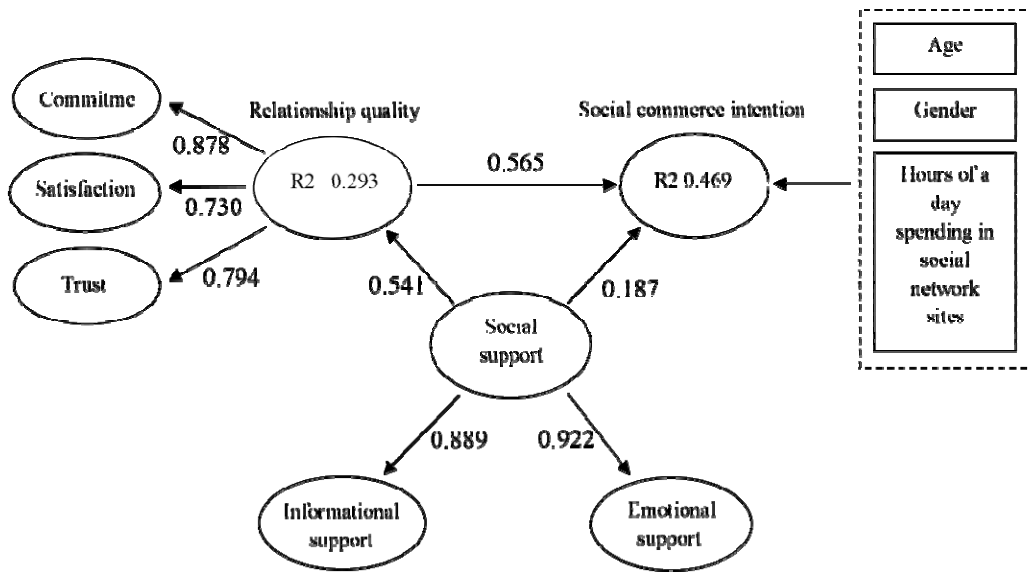 Age
Gender
Hours of a
day
spending in
social
network
sites
Relationship quality
Social commerce intention
Commitme
0.878
R2 0.293
0.565
R2 0.469
Satisfaction
0.730
Trust
0.794
0.541
0.187
Social
support
0.889
0.922
Informational
support
Emotional
support